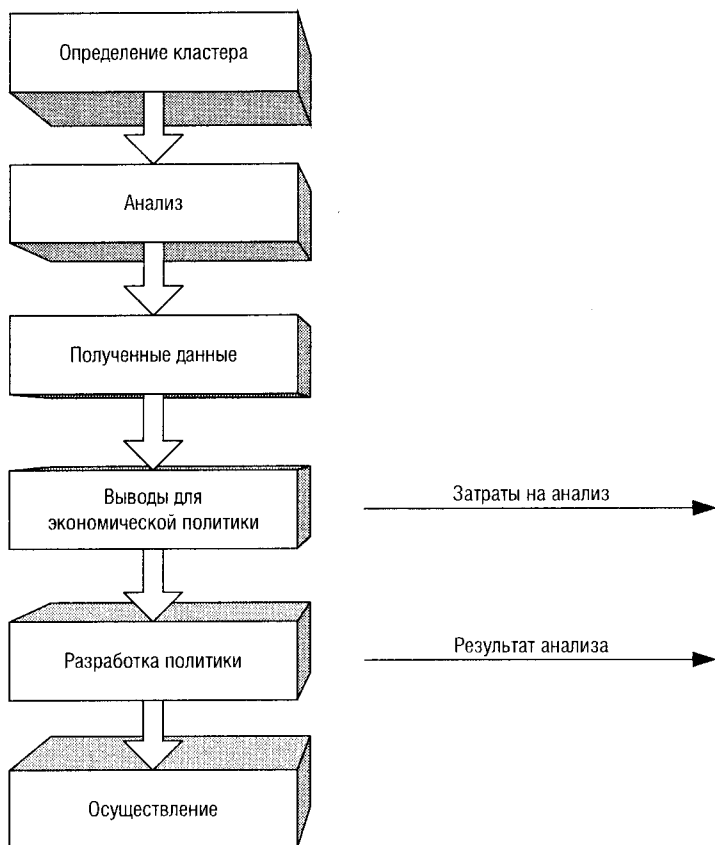 Определение кластера
Анализ
Полученные данные
Выводы для
экономической политики
Затраты на анализ
Разработка политики
Результат анализа
Осуществление